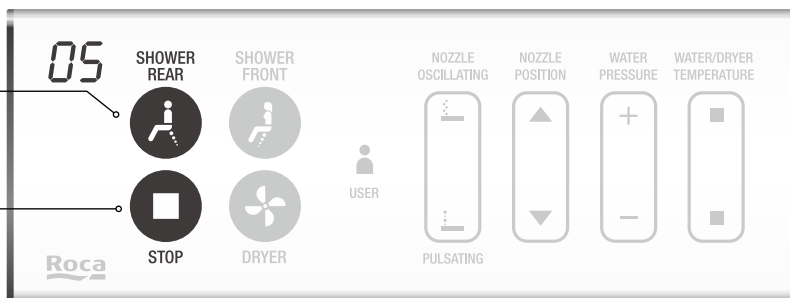 05
SHOWER
REAR
SHOWER
FRONT
NOZZLE
OSCILLATING
NOZZLE
POSITION
WATER
PRESSURE
WATER/DRYER
TEMPERATURE
USER
STOP
DRYER
PULSATING
Roca